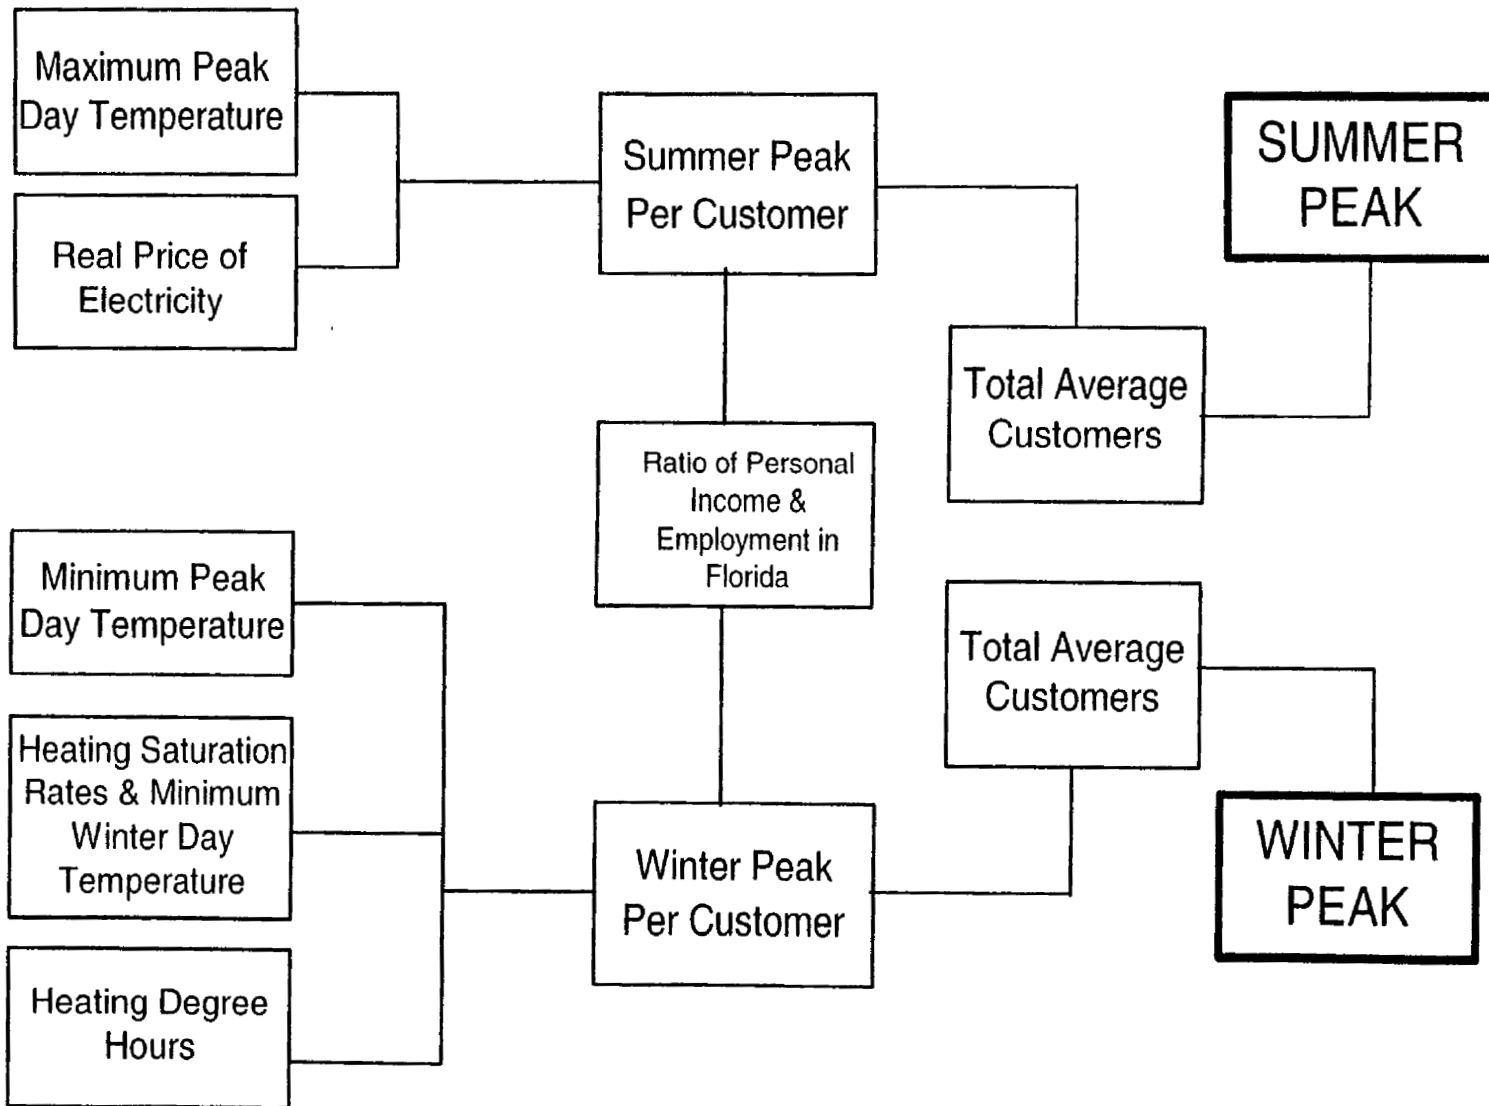 Maximum Peak
Day Temperature
Real Price of
Electricity
Summer Peak
Per Customer
SUMMER
PEAK
Total Average
Customers
Ratio of Personal
Income &
Employment in
Florida
Minimum Peak
Day Temperature
Heating Saturation
Rates & Minimum
Winter Day
Temperature
Heating Degree
Hours
Winter Peak
Per Customer
Total Average
Customers
WINTER
PEAK